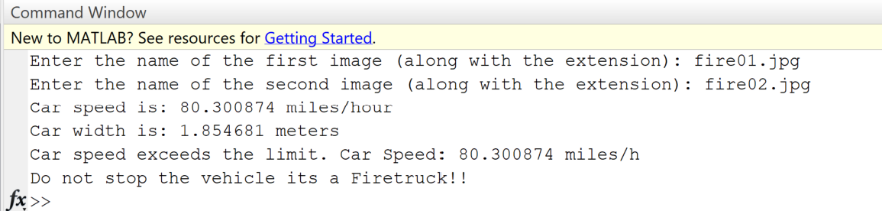 Command Window
New to MATLAB? See resources for Getting Started.
Enter the name of the first image (along with the extension): fire01.jpg
Enter the name of the second image (along with the extension): fire02.jpg
Car speed is: 80.300874 miles/hour
Car width is: 1.854681 meters
Car speed exceeds the limit. Car Speed: 80.300874 miles/h
Do not stop the vehicle its a Firetruck!!
fx >>